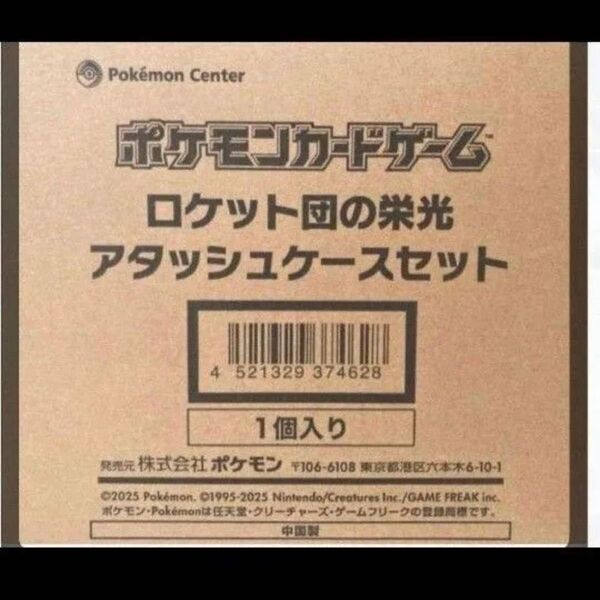 Pokémon Center
ポケモンカードゲーム™
ロケット団の栄光
アタッシュケースセット
4 521329 374628
1個入り
発売元 株式会社 ポケモン 〒106-6108 東京都港区六本木6-10-1
©2025 Pokémon. ©1995-2025 Nintendo/Creatures Inc./GAME FREAK inc.
ポケモン・Pokémonは任天堂・クリーチャーズ・ゲームフリークの登録商標です。
中国製